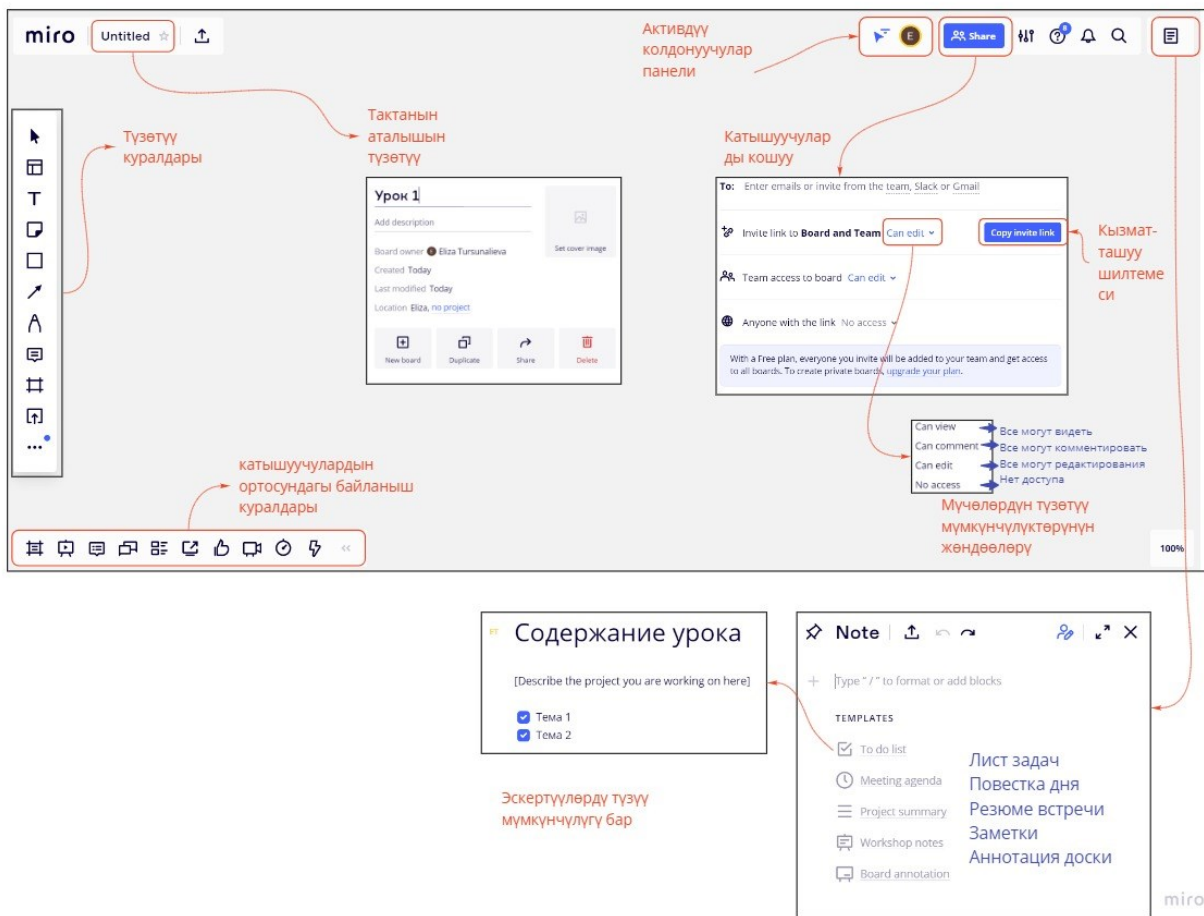 miro
Untitled
Активдүү
колдонуучулар
панели
E
Share
8
Түзөтүү
куралдары
T
Тактанын
аталышын
түзөтүү
Урок 1
Add description
Set cover image
Board owner E Eliza Tursunalieva
Created Today
Last modified Today
Location Eliza, no project
New board
Duplicate
Share
Delete
Катышуучулар
ды кошуу
To: Enter emails or invite from the team, Slack or Gmail
Invite link to Board and Team Can edit
Copy invite link
Team access to board Can edit
Anyone with the link No access
With a Free plan, everyone you invite will be added to your team and get access
to all boards. To create private boards, upgrade your plan.
Кызмат-
ташуу
шилтеме
си
Can view
Can comment
Can edit
No access
Все могут видеть
Все могут комментировать
Все могут редактирования
Нет доступа
Мүчөлөрдүн түзөтүү
мүмкүнчүлүктөрүнүн
жөндөөлөрү
катышуучулардын
ортосундагы байланыш
куралдары
100%
ET
Содержание урока
[Describe the project you are working on here]
Тема 1
Тема 2
Эскертүүлөрдү түзүү
мүмкүнчүлүгү бар
Note
Type "/" to format or add blocks
TEMPLATES
To do list
Meeting agenda
Project summary
Workshop notes
Board annotation
Лист задач
Повестка дня
Резюме встречи
Заметки
Аннотация доски
miro